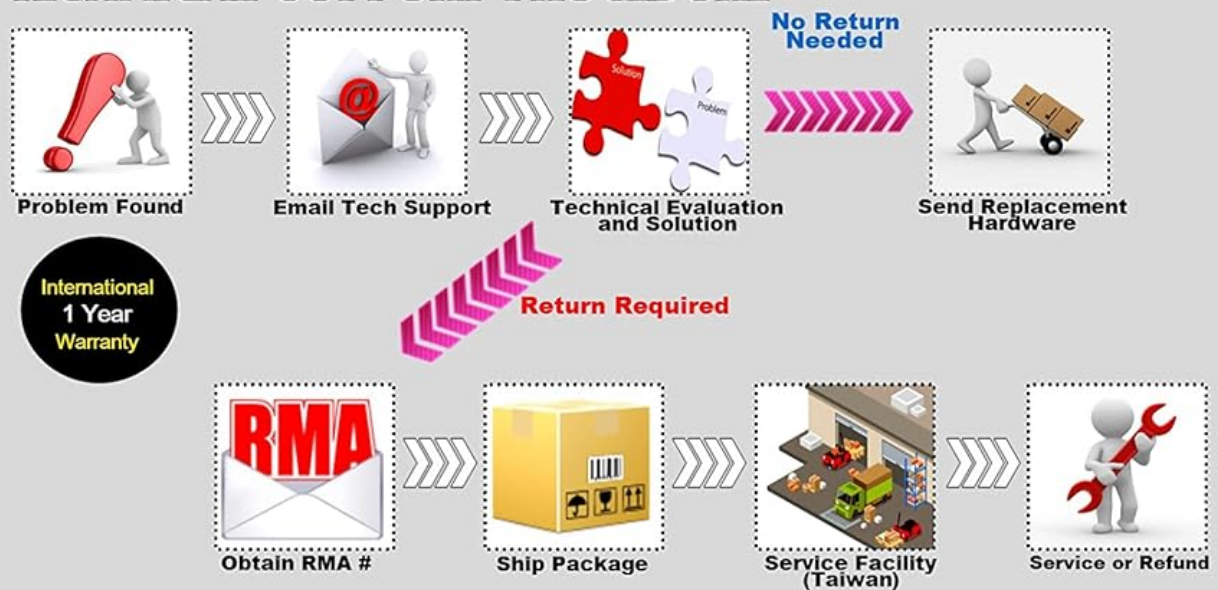 No Return
Needed
Solution
Problem
@
Problem Found
Email Tech Support
Technical Evaluation
and Solution
Send Replacement
Hardware
International
1 Year
Warranty
Return Required
RMA
Obtain RMA #
Ship Package
Service Facility
(Taiwan)
Service or Refund